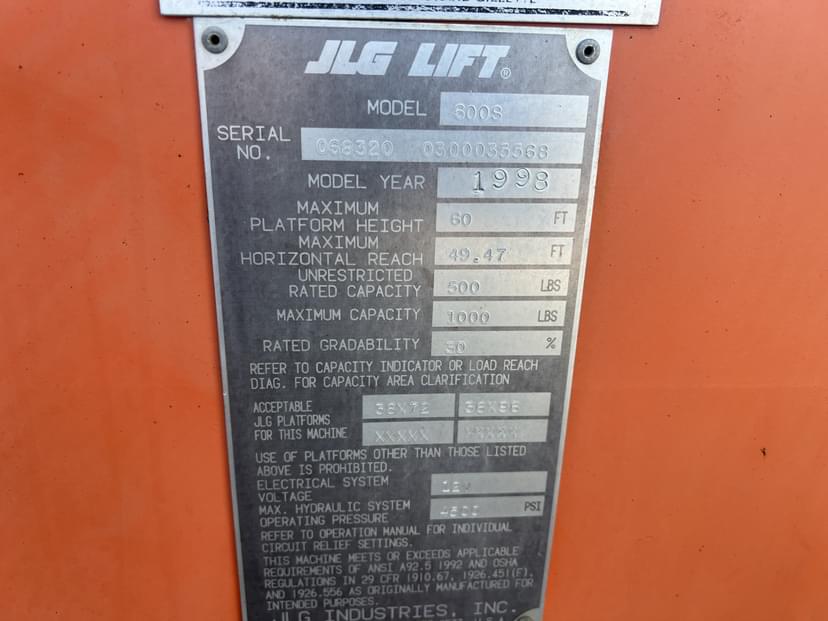 JLG LIFT®
MODEL 600S
SERIAL NO. 0300035568
MODEL YEAR 1998
MAXIMUM PLATFORM HEIGHT 60 FT
MAXIMUM HORIZONTAL REACH 49.47 FT
UNRESTRICTED RATED CAPACITY 500 LBS
MAXIMUM CAPACITY 1000 LBS
RATED GRADABILITY 30 %
REFER TO CAPACITY INDICATOR OR LOAD REACH
DIAG. FOR CAPACITY AREA CLARIFICATION
ACCEPTABLE 36X72 36X96
JLG PLATFORMS
FOR THIS MACHINE XXXXX XXXXX
USE OF PLATFORMS OTHER THAN THOSE LISTED
ABOVE IS PROHIBITED.
ELECTRICAL SYSTEM
VOLTAGE 12V
MAX. HYDRAULIC SYSTEM
OPERATING PRESSURE 4500 PSI
REFER TO OPERATION MANUAL FOR INDIVIDUAL
CIRCUIT RELIEF SETTINGS.
THIS MACHINE MEETS OR EXCEEDS APPLICABLE
REQUIREMENTS OF ANSI A92.5 1992 AND OSHA
REGULATIONS IN 29 CFR 1910.67, 1926.451(F),
AND 1926.556 AS ORIGINALLY MANUFACTURED FOR
INTENDED PURPOSES.
JLG INDUSTRIES, INC.